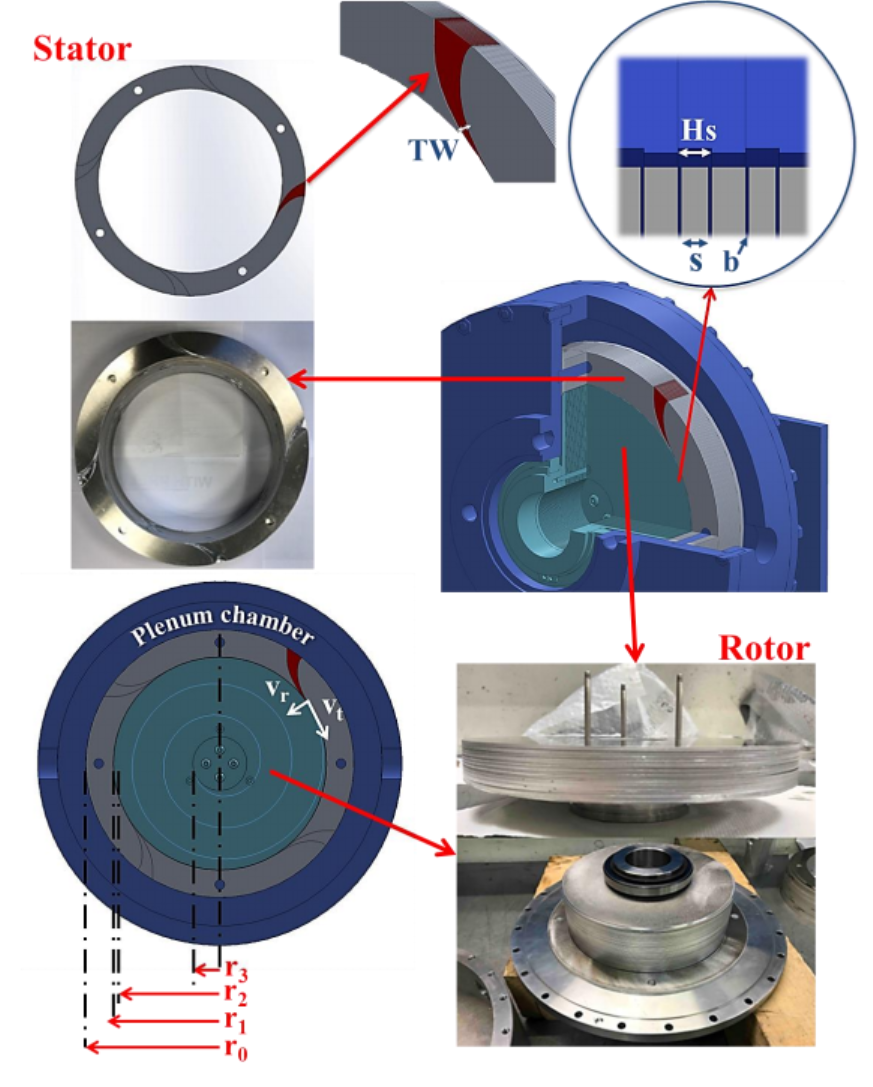 Stator
TW
Hs
s
b
Rotor
Plenum chamber
vr
vt
r3
r2
r1
r0